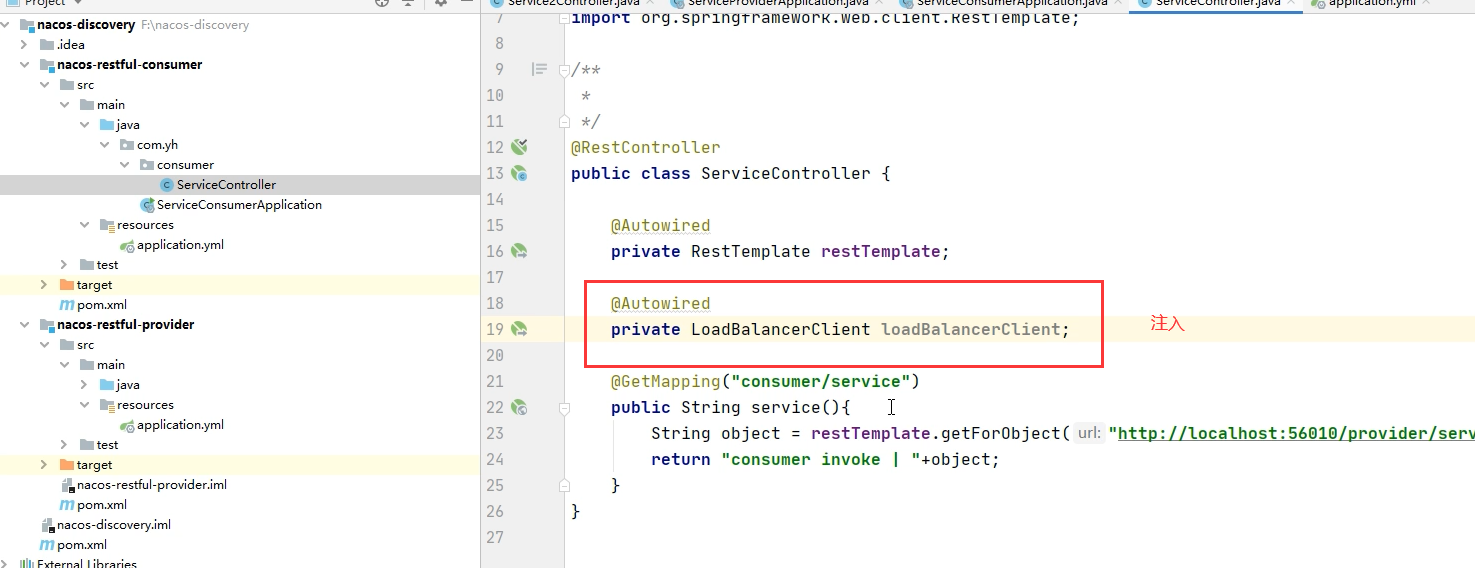 Project
nacos-discovery F:\nacos-discovery
.idea
nacos-restful-consumer
src
main
java
com.yh
consumer
ServiceController
ServiceConsumerApplication
resources
application.yml
test
target
pom.xml
nacos-restful-provider
src
main
java
resources
application.yml
test
target
nacos-restful-provider.iml
pom.xml
nacos-discovery.iml
pom.xml
External Libraries
Service2Controller.java ServiceProviderApplication.java ServiceConsumerApplication.java ServiceController.java application.yml
7 import org.springframework.web.client.RestTemplate;
8
9 /**
10 *
11 */
12 @RestController
13 public class ServiceController {
14
15 @Autowired
16 private RestTemplate restTemplate;
17
18 @Autowired
19 private LoadBalancerClient loadBalancerClient;
注入
20
21 @GetMapping("consumer/service")
22 public String service(){
23 String object = restTemplate.getForObject( url: "http://localhost:56010/provider/serv
24 return "consumer invoke | "+object;
25 }
26 }
27